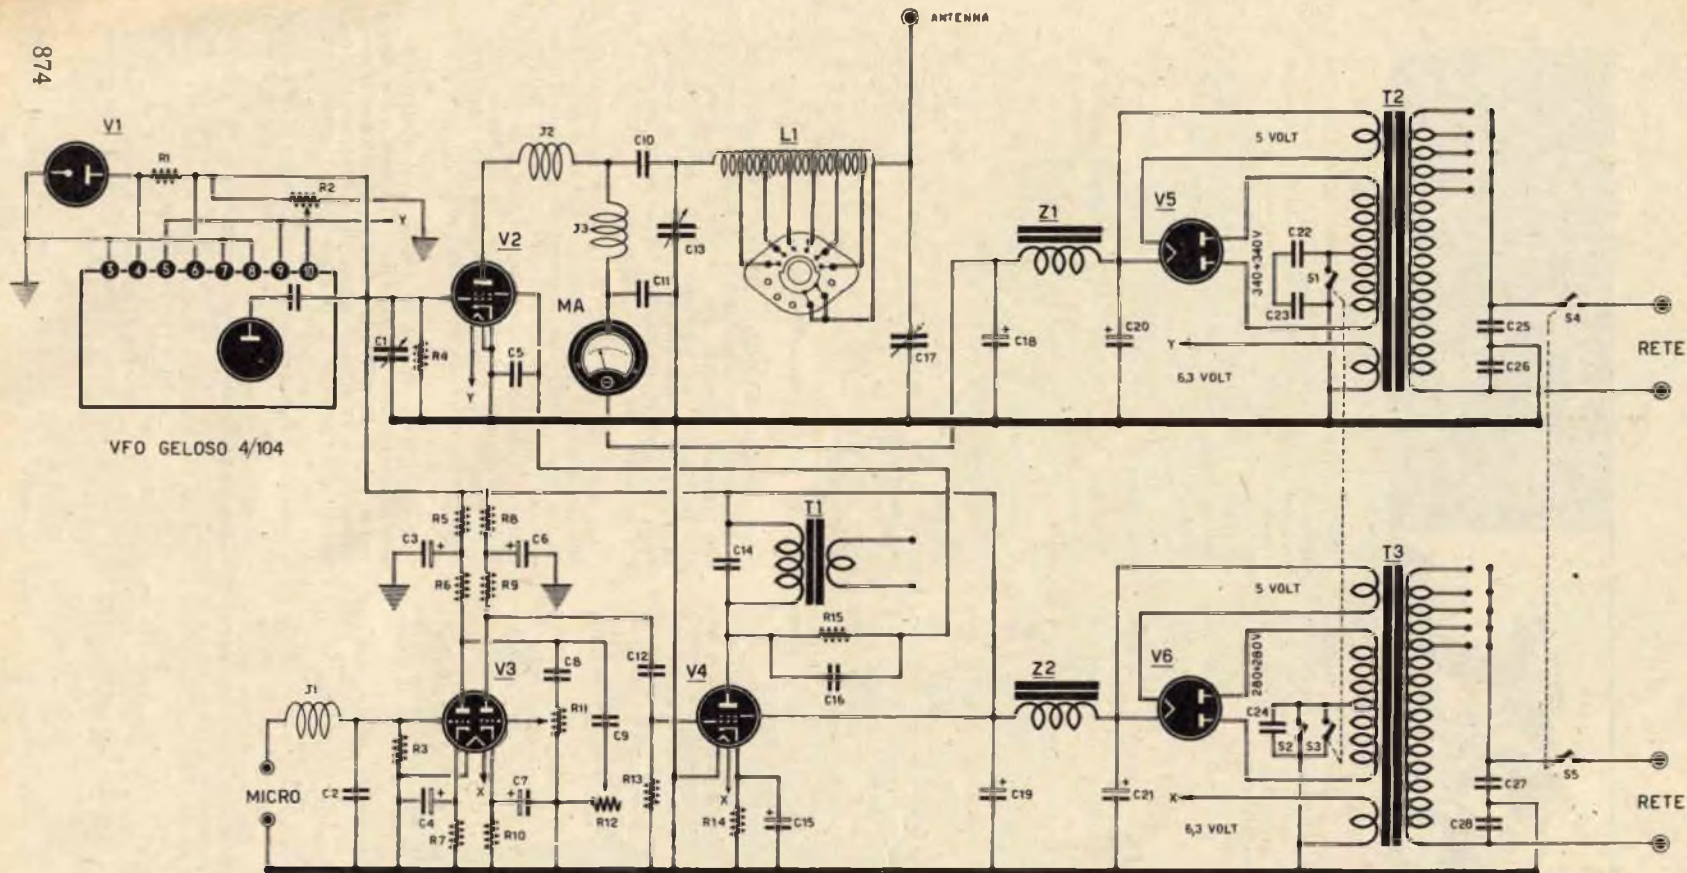 874
ANTENNA
V1
R1
R2
Y
3 4 5 6 7 8 9 10
VFO GELOSO 4/104
J2
C10
L1
V2
J3
C13
C11
MA
C1
R4
C5
Y
C17
Z1
C18
C20
V5
5 VOLT
340+340V
C22
S1
C23
Y
6,3 VOLT
T2
C25
C26
S4
RETE
R5
R8
C3
C6
R6
R9
C14
T1
R15
C16
J1
MICRO
C2
R3
V3
X
C4
R7
C7
R10
C8
R11
C9
R12
C12
R13
V4
X
R14
C15
Z2
C19
C21
V6
5 VOLT
280+280V
C24
S2
S3
X
6,3 VOLT
T3
C27
C28
S5
RETE